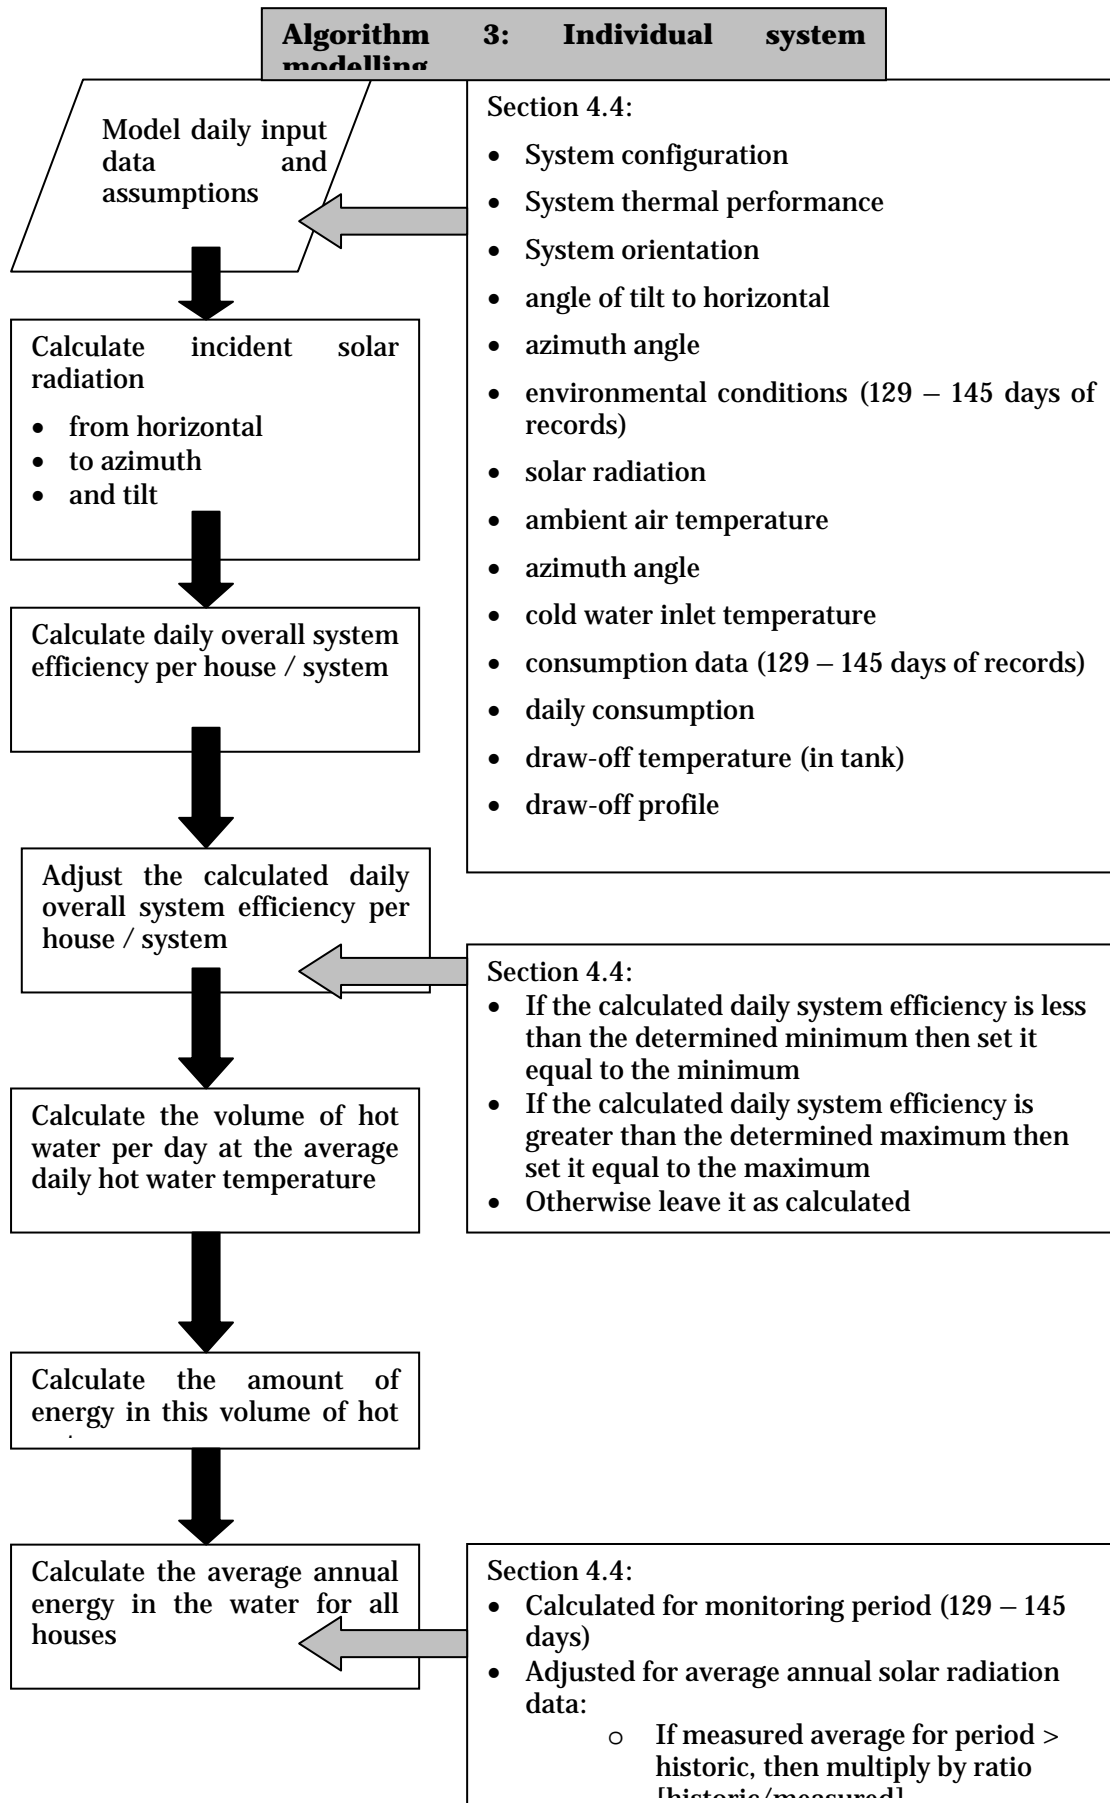 Algorithm 3: Individual system
modelling
Model daily input
data and
assumptions
Section 4.4:
• System configuration
• System thermal performance
• System orientation
• angle of tilt to horizontal
• azimuth angle
• environmental conditions (129 – 145 days of
records)
• solar radiation
• ambient air temperature
• azimuth angle
• cold water inlet temperature
• consumption data (129 – 145 days of records)
• daily consumption
• draw-off temperature (in tank)
• draw-off profile
Calculate incident solar
radiation
• from horizontal
• to azimuth
• and tilt
Calculate daily overall system
efficiency per house / system
Adjust the calculated daily
overall system efficiency per
house / system
Section 4.4:
• If the calculated daily system efficiency is less
than the determined minimum then set it
equal to the minimum
• If the calculated daily system efficiency is
greater than the determined maximum then
set it equal to the maximum
• Otherwise leave it as calculated
Calculate the volume of hot
water per day at the average
daily hot water temperature
Calculate the amount of
energy in this volume of hot
Calculate the average annual
energy in the water for all
houses
Section 4.4:
• Calculated for monitoring period (129 – 145
days)
• Adjusted for average annual solar radiation
data:
o If measured average for period >
historic, then multiply by ratio
[historic/measured]